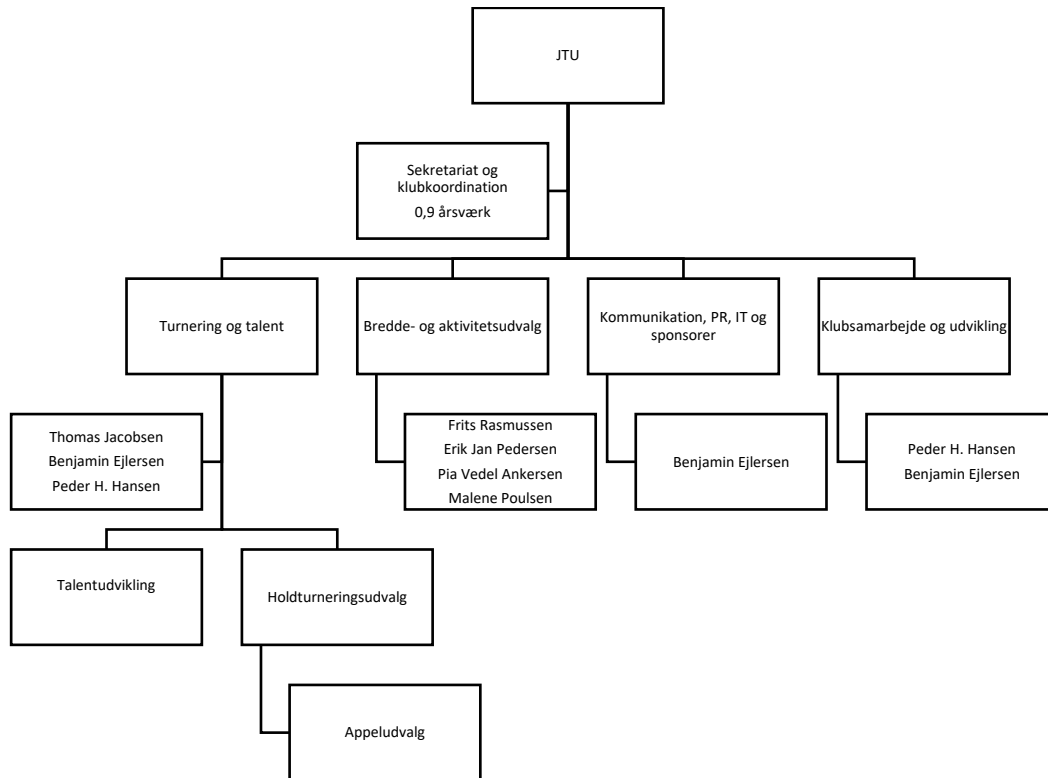 JTU
Sekretariat og
klubkoordination
0,9 årsværk
Turnering og talent
Bredde- og aktivitetsudvalg
Kommunikation, PR, IT og
sponsorer
Klubsamarbejde og udvikling
Thomas Jacobsen
Benjamin Ejlersen
Peder H. Hansen
Frits Rasmussen
Erik Jan Pedersen
Pia Vedel Ankersen
Malene Poulsen
Benjamin Ejlersen
Peder H. Hansen
Benjamin Ejlersen
Talentudvikling
Holdturneringsudvalg
Appeludvalg